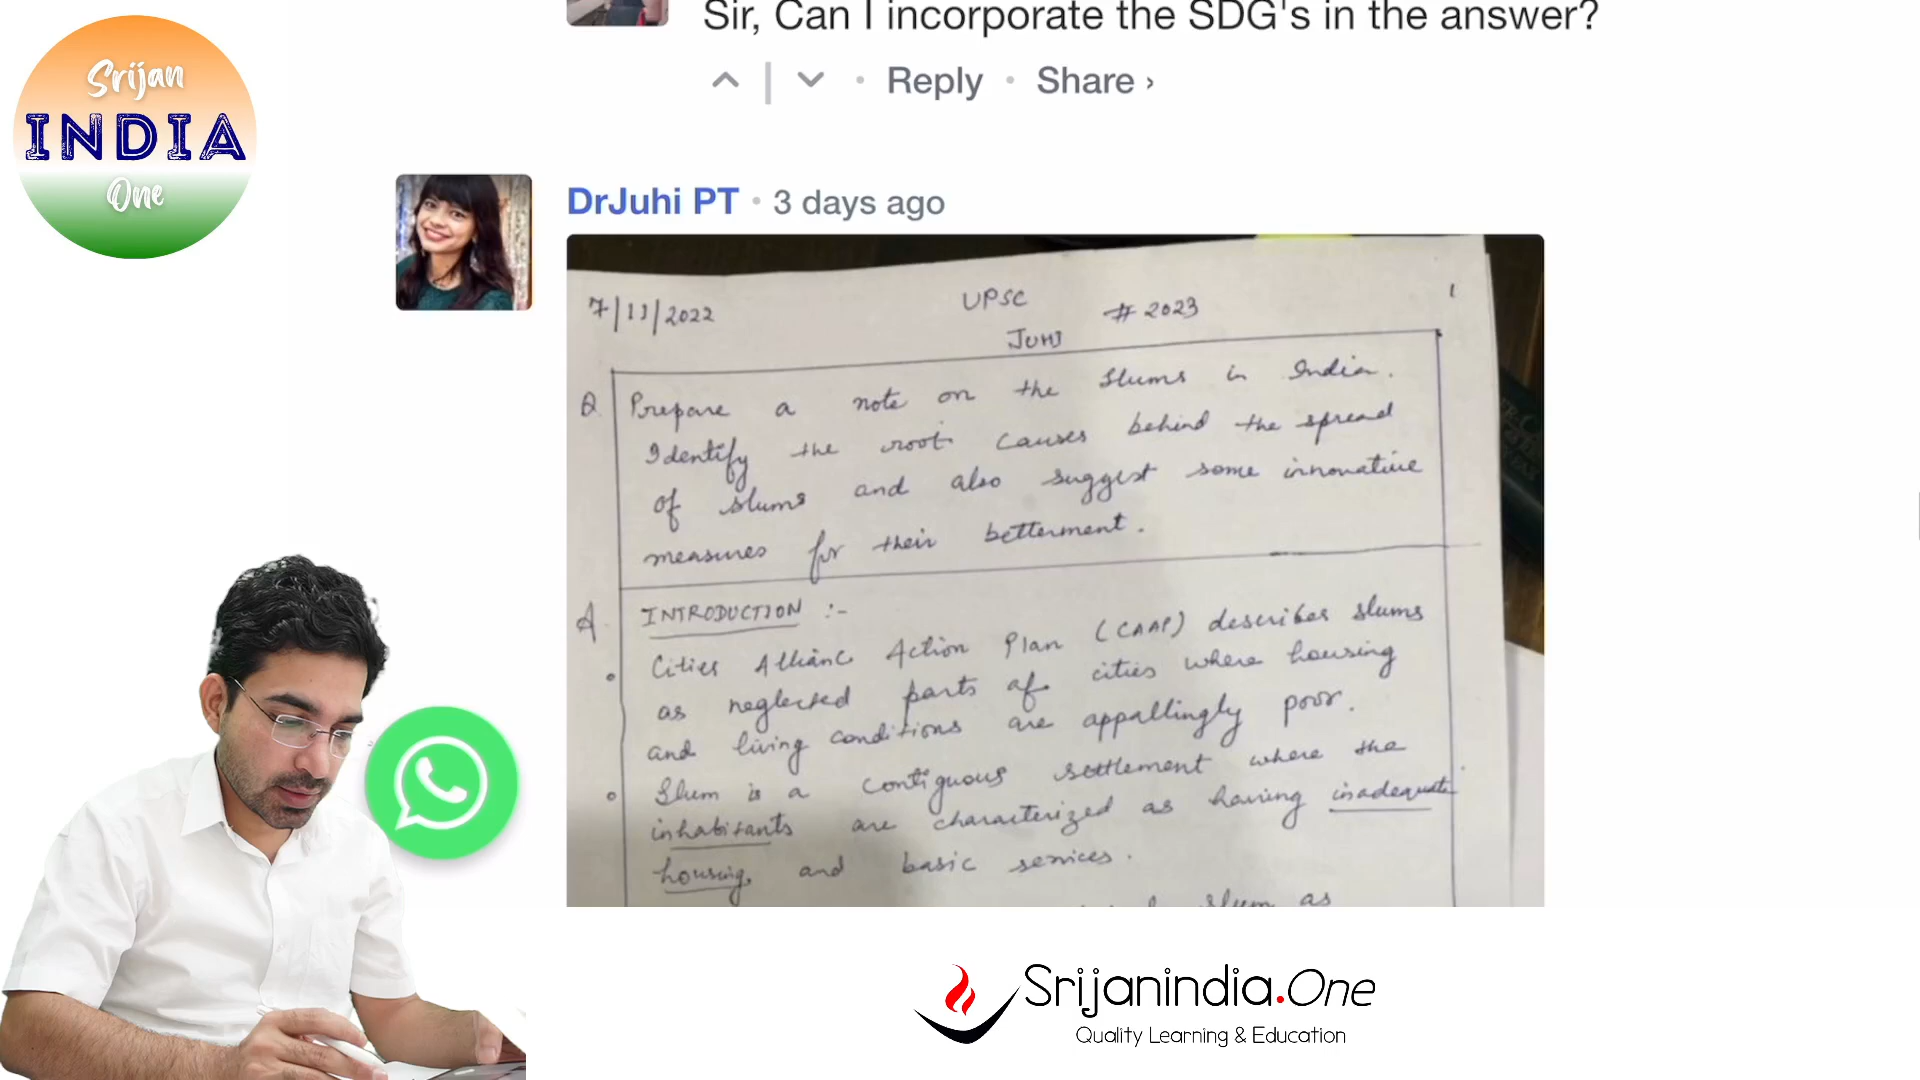 Sir, Can I incorporate the SDG's in the answer?
Reply • Share ›
Srijan
INDIA
One
DrJuhi PT • 3 days ago
7/11/2022 UPSC # 2023 1
JUHI
Q. Prepare a note on the slums in India.
Identify the root causes behind the spread
of slums and also suggest some innovative
measures for their betterment.
A INTRODUCTION :-
• Cities Alliance Action Plan (CAAP) describes slums
as neglected parts of cities where housing
and living conditions are appallingly poor.
• Slum is a contiguous settlement where the
inhabitants are characterized as having inadequate
housing and basic services.
slum as
Srijanindia.One
Quality Learning & Education